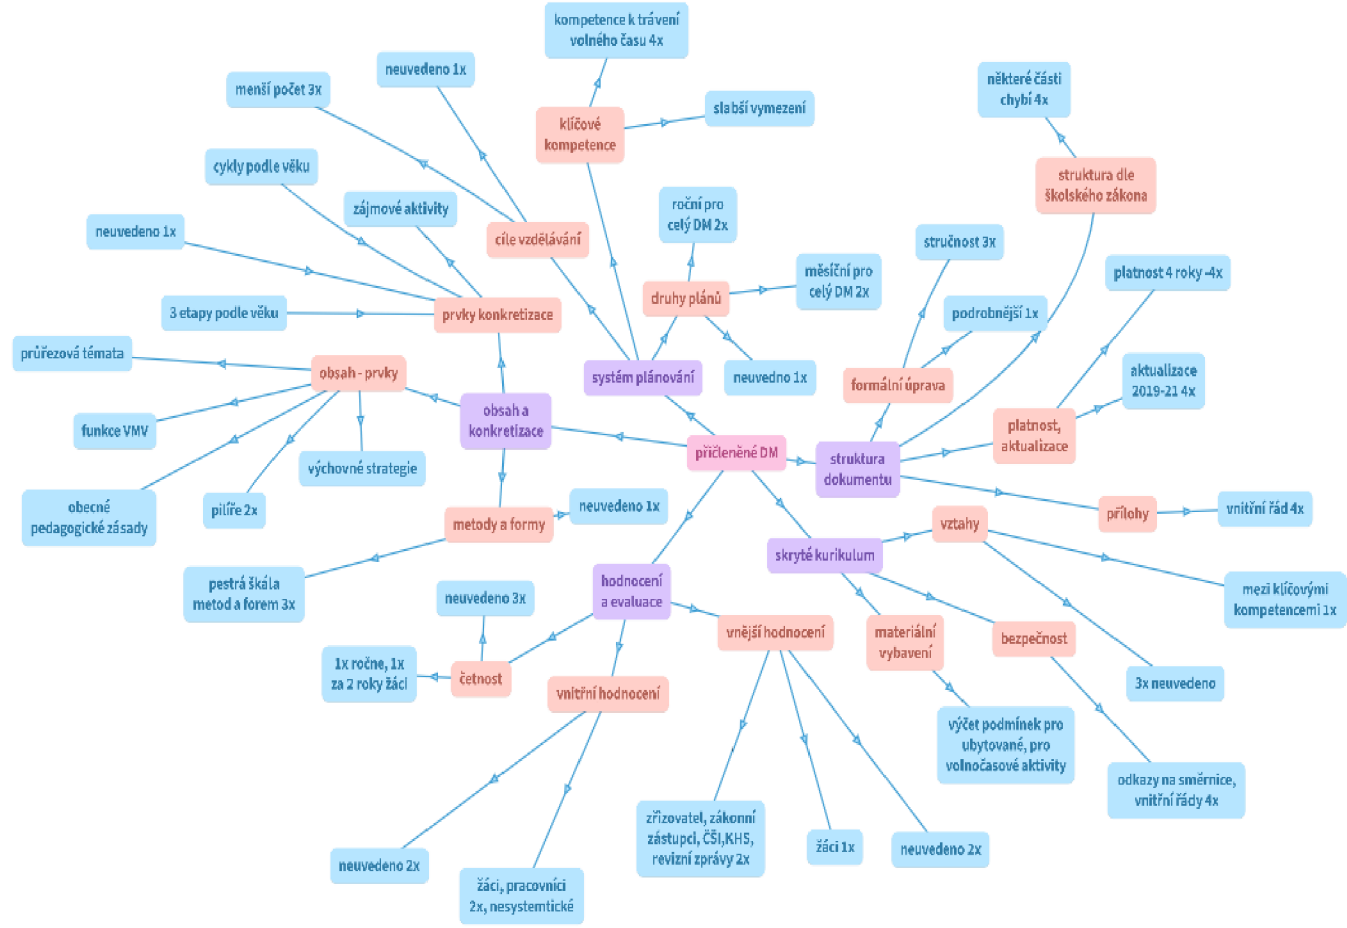 kompetence k trávení
volného času 4x
neuvedeno 1x
menší počet 3x
některé části
chybí 4x
slabší vymezení
klíčové
kompetence
cykly podle věku
struktura dle
školského zákona
zájmové aktivity
roční pro
celý DM 2x
neuvedeno 1x
cíle vzdělávání
stručnost 3x
měsíční pro
celý DM 2x
platnost 4 roky -4x
druhy plánů
3 etapy podle věku
prvky konkretizace
podrobnější 1x
průřezová témata
obsah - prvky
systém plánování
neuvedno 1x
formální úprava
aktualizace
2019-21 4x
funkce VMV
obsah a
konkretizace
platnost,
aktualizace
přičleněné DM
struktura
dokumentu
výchovné strategie
obecné
pedagogické zásady
pilíře 2x
neuvedeno 1x
metody a formy
přílohy
vnitřní řád 4x
vztahy
skryté kurikulum
pestrá škála
metod a forem 3x
neuvedeno 3x
hodnocení
a evaluace
mezi klíčovými
kompetencemi 1x
vnější hodnocení
materiální
vybavení
bezpečnost
1x ročne, 1x
za 2 roky žáci
četnost
vnitřní hodnocení
3x neuvedeno
výčet podmínek pro
ubytované, pro
volnočasové aktivity
odkazy na směrnice,
vnitřní řády 4x
zřizovatel, zákonní
zástupci, ČŠI,KHS,
revizní zprávy 2x
žáci 1x
neuvedeno 2x
neuvedeno 2x
žáci, pracovníci
2x, nesystemtické